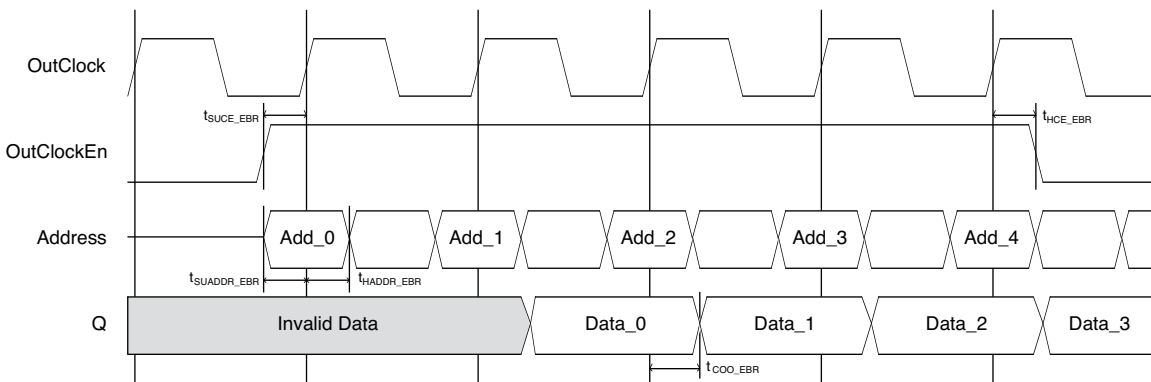 OutClock
tSUCE_EBR
tHCE_EBR
OutClockEn
Address
Add_0
Add_1
Add_2
Add_3
Add_4
tSUADDR_EBR
tHADDR_EBR
Q
Invalid Data
Data_0
Data_1
Data_2
Data_3
tCOO_EBR